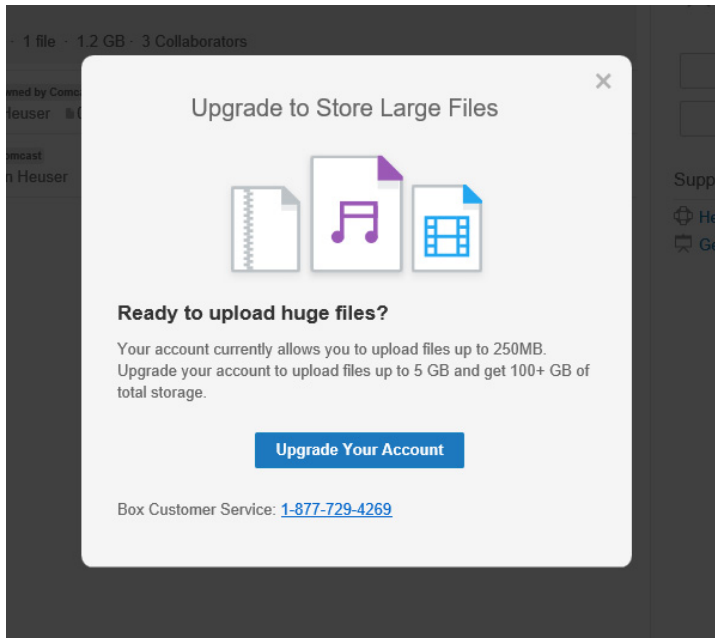 · 1 file · 1.2 GB · 3 Collaborators
by
Heuser
Comcast
Heuser
Upgrade to Store Large Files
Ready to upload huge files?
Your account currently allows you to upload files up to 250MB.
Upgrade your account to upload files up to 5 GB and get 100+ GB of
total storage.
Upgrade Your Account
Box Customer Service: 1-877-729-4269